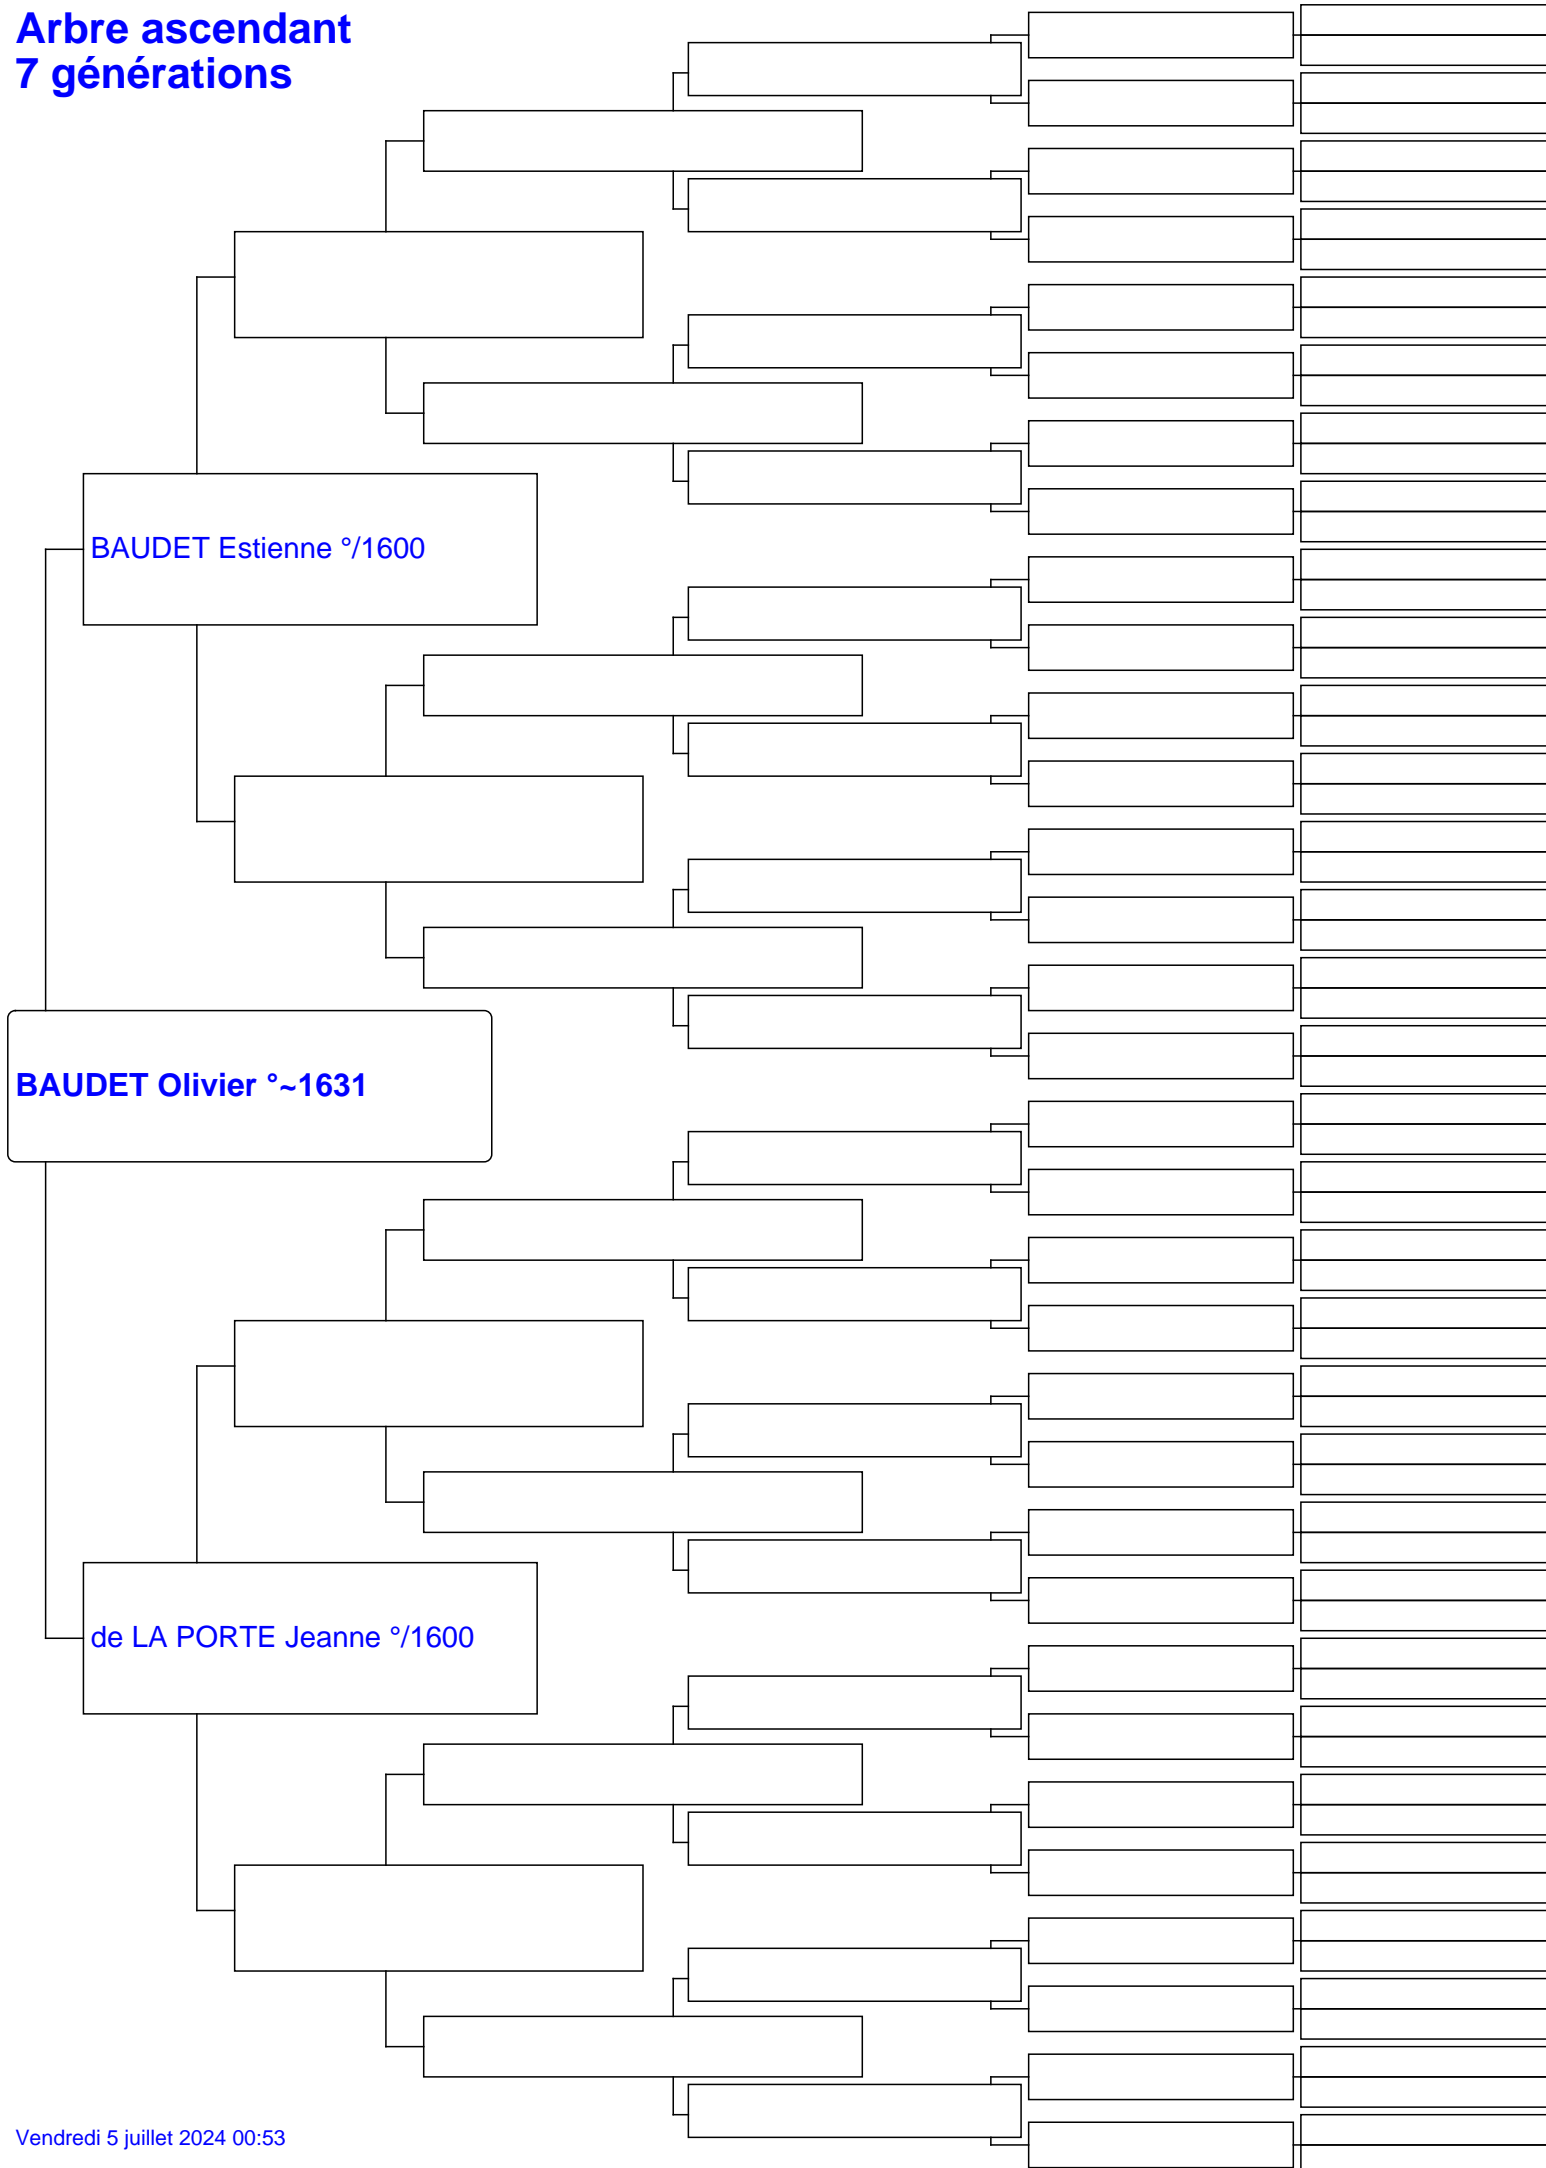 Arbre ascendant
7 générations
BAUDET Estienne °/1600
BAUDET Olivier °~1631
de LA PORTE Jeanne °/1600
Vendredi 5 juillet 2024 00:53